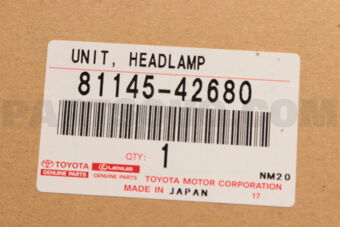 UNIT, HEADLAMP
81145-42680
QTY: 1
NM20
TOYOTA LEXUS
GENUINE PARTS GENUINE PARTS
TOYOTA MOTOR CORPORATION
MADE IN JAPAN 17